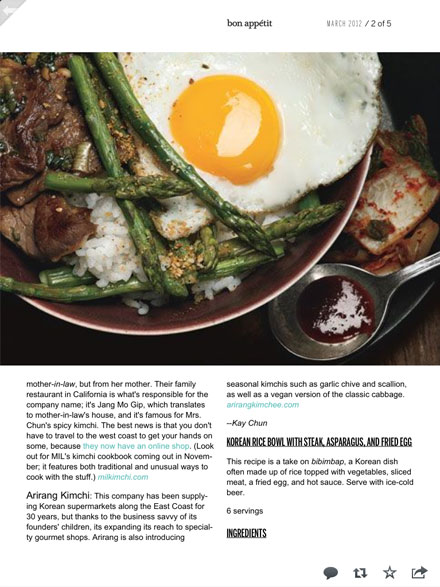 bon appétit
MARCH 2012 / 2 of 5
mother-in-law, but from her mother. Their family
restaurant in California is what's responsible for the
company name; it's Jang Mo Gip, which translates
to mother-in-law's house, and it's famous for Mrs.
Chun's spicy kimchi. The best news is that you don't
have to travel to the west coast to get your hands on
some, because they now have an online shop. (Look
out for MIL's kimchi cookbook coming out in Novem-
ber; it features both traditional and unusual ways to
cook with the stuff.) milkimchi.com
Arirang Kimchi: This company has been supply-
ing Korean supermarkets along the East Coast for
30 years, but thanks to the business savvy of its
founders' children, its expanding its reach to special-
ty gourmet shops. Arirang is also introducing
seasonal kimchis such as garlic chive and scallion,
as well as a vegan version of the classic cabbage.
arirangkimchee.com
--Kay Chun
KOREAN RICE BOWL WITH STEAK, ASPARAGUS, AND FRIED EGG
This recipe is a take on bibimbap, a Korean dish
often made up of rice topped with vegetables, sliced
meat, a fried egg, and hot sauce. Serve with ice-cold
beer.
6 servings
INGREDIENTS